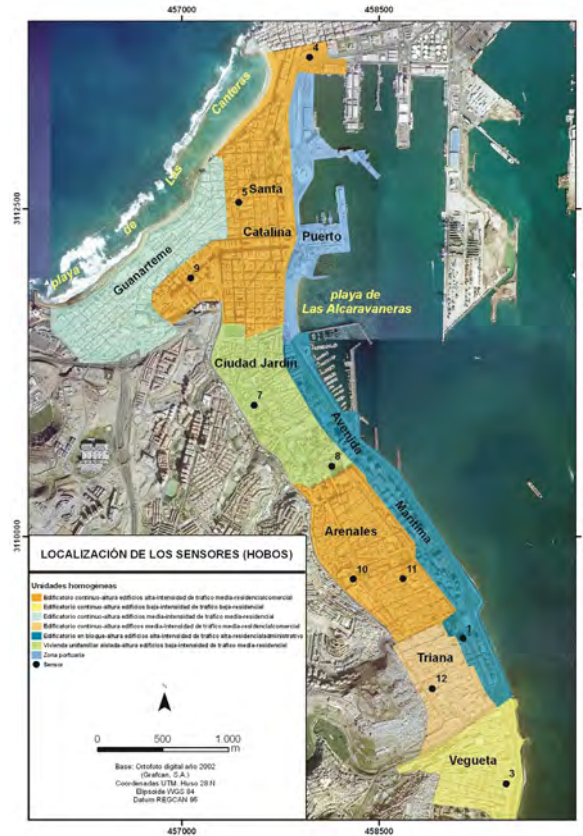 457000
458500
4
playa de Las Canteras
5
Santa
Catalina
Puerto
3112500
Guanarteme
9
playa de
Las Alcaravaneras
Ciudad Jardín
7
Avenida Marítima
8
3110000
Arenales
10
11
LOCALIZACIÓN DE LOS SENSORES (HOBOS)
Unidades homogéneas
Edificatorio continuo-altura edificios alta-intensidad de tráfico media-residencial/comercial
Edificatorio continuo-altura edificios baja-intensidad de tráfico baja-residencial
Edificatorio continuo-altura edificios media-intensidad de tráfico media-residencial
Edificatorio continuo-altura edificios media-intensidad de tráfico media-residencial/comercial
Edificatorio en bloque-altura edificios alta-intensidad de tráfico alta-residencial/administrativo
Vivienda unifamiliar aislada-altura edificios baja-intensidad de tráfico media-residencial
Zona portuaria
Sensor
1
Triana
12
0 500 1.000
m
Base: Ortofoto digital año 2002
(Grafcan, S.A.)
Coordenadas UTM: Huso 28 N
Elipsoide WGS 84
Datum REGCAN 95
Vegueta
3
457000
458500